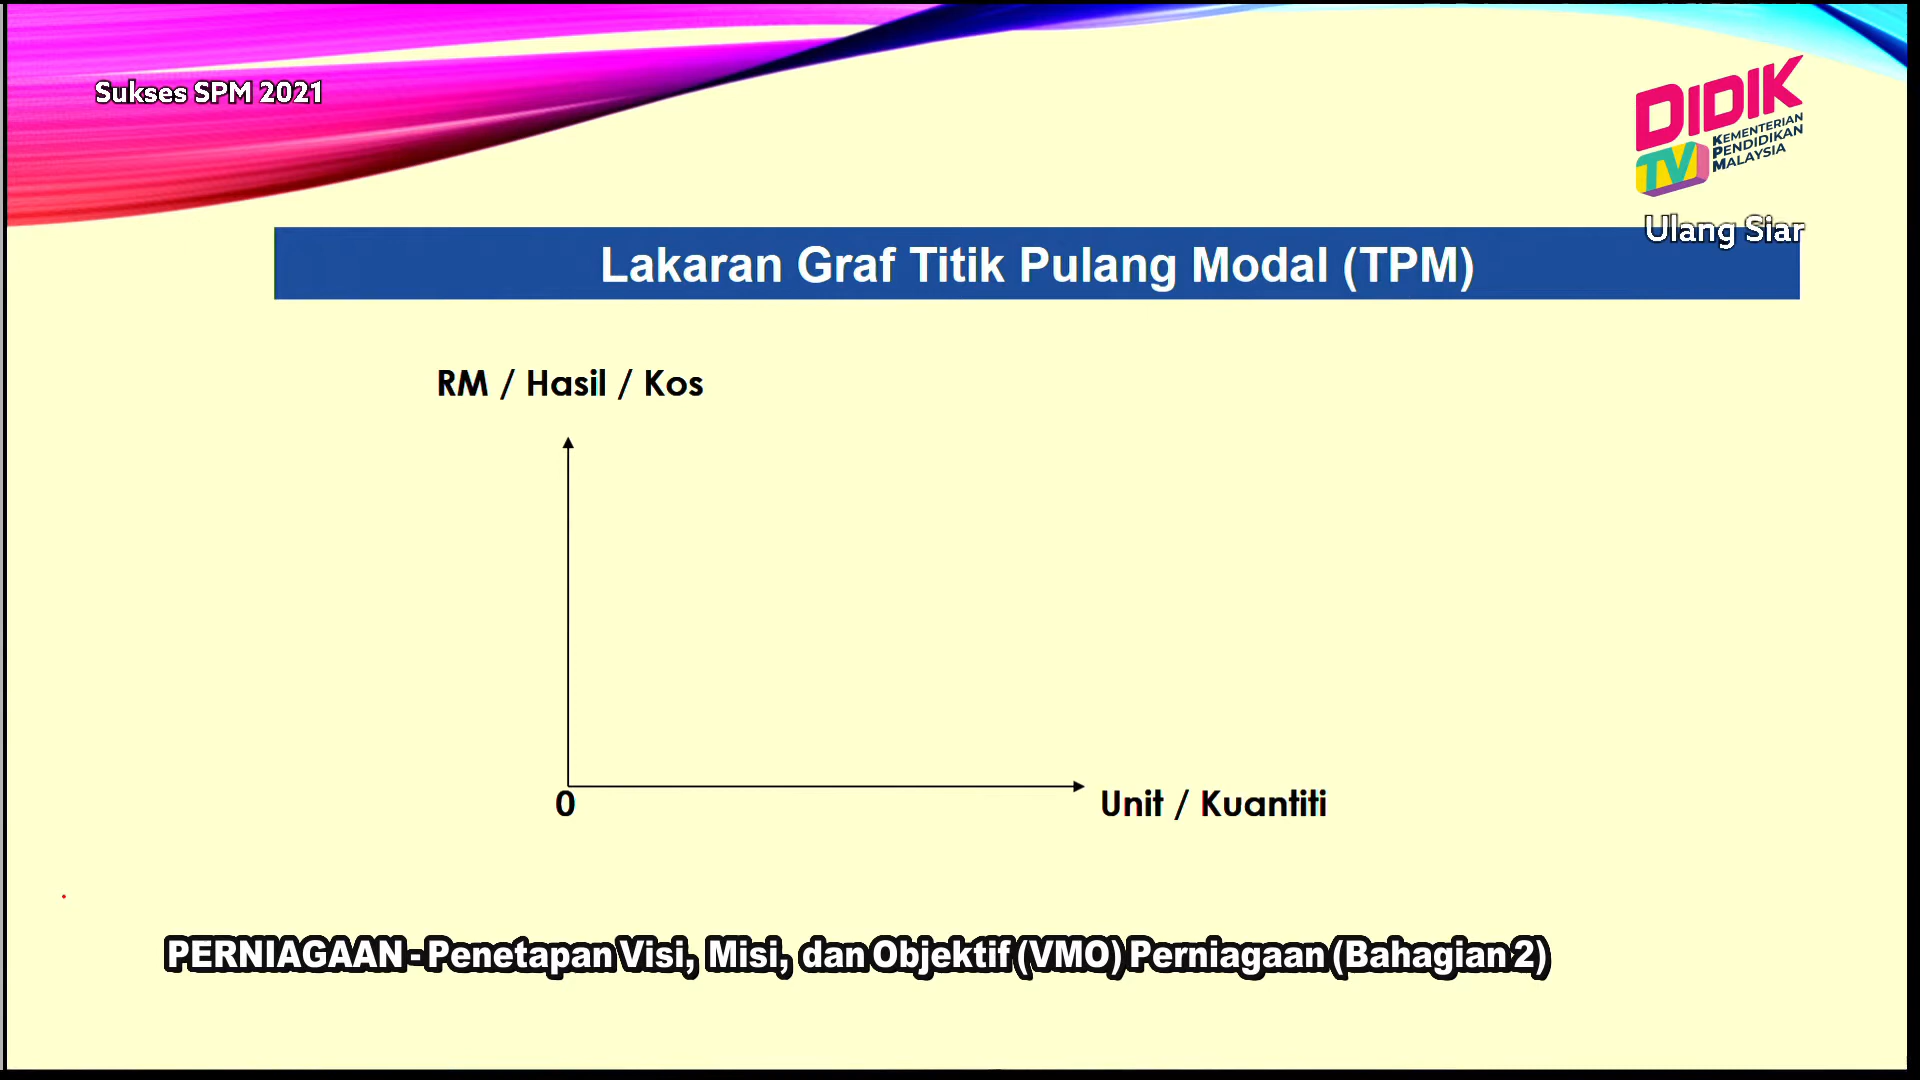 Sukses SPM 2021
DIDIK
TV
KEMENTERIAN
PENDIDIKAN
MALAYSIA
Ulang Siar
Lakaran Graf Titik Pulang Modal (TPM)
RM / Hasil / Kos
0
Unit / Kuantiti
PERNIAGAAN - Penetapan Visi, Misi, dan Objektif (VMO) Perniagaan (Bahagian 2)